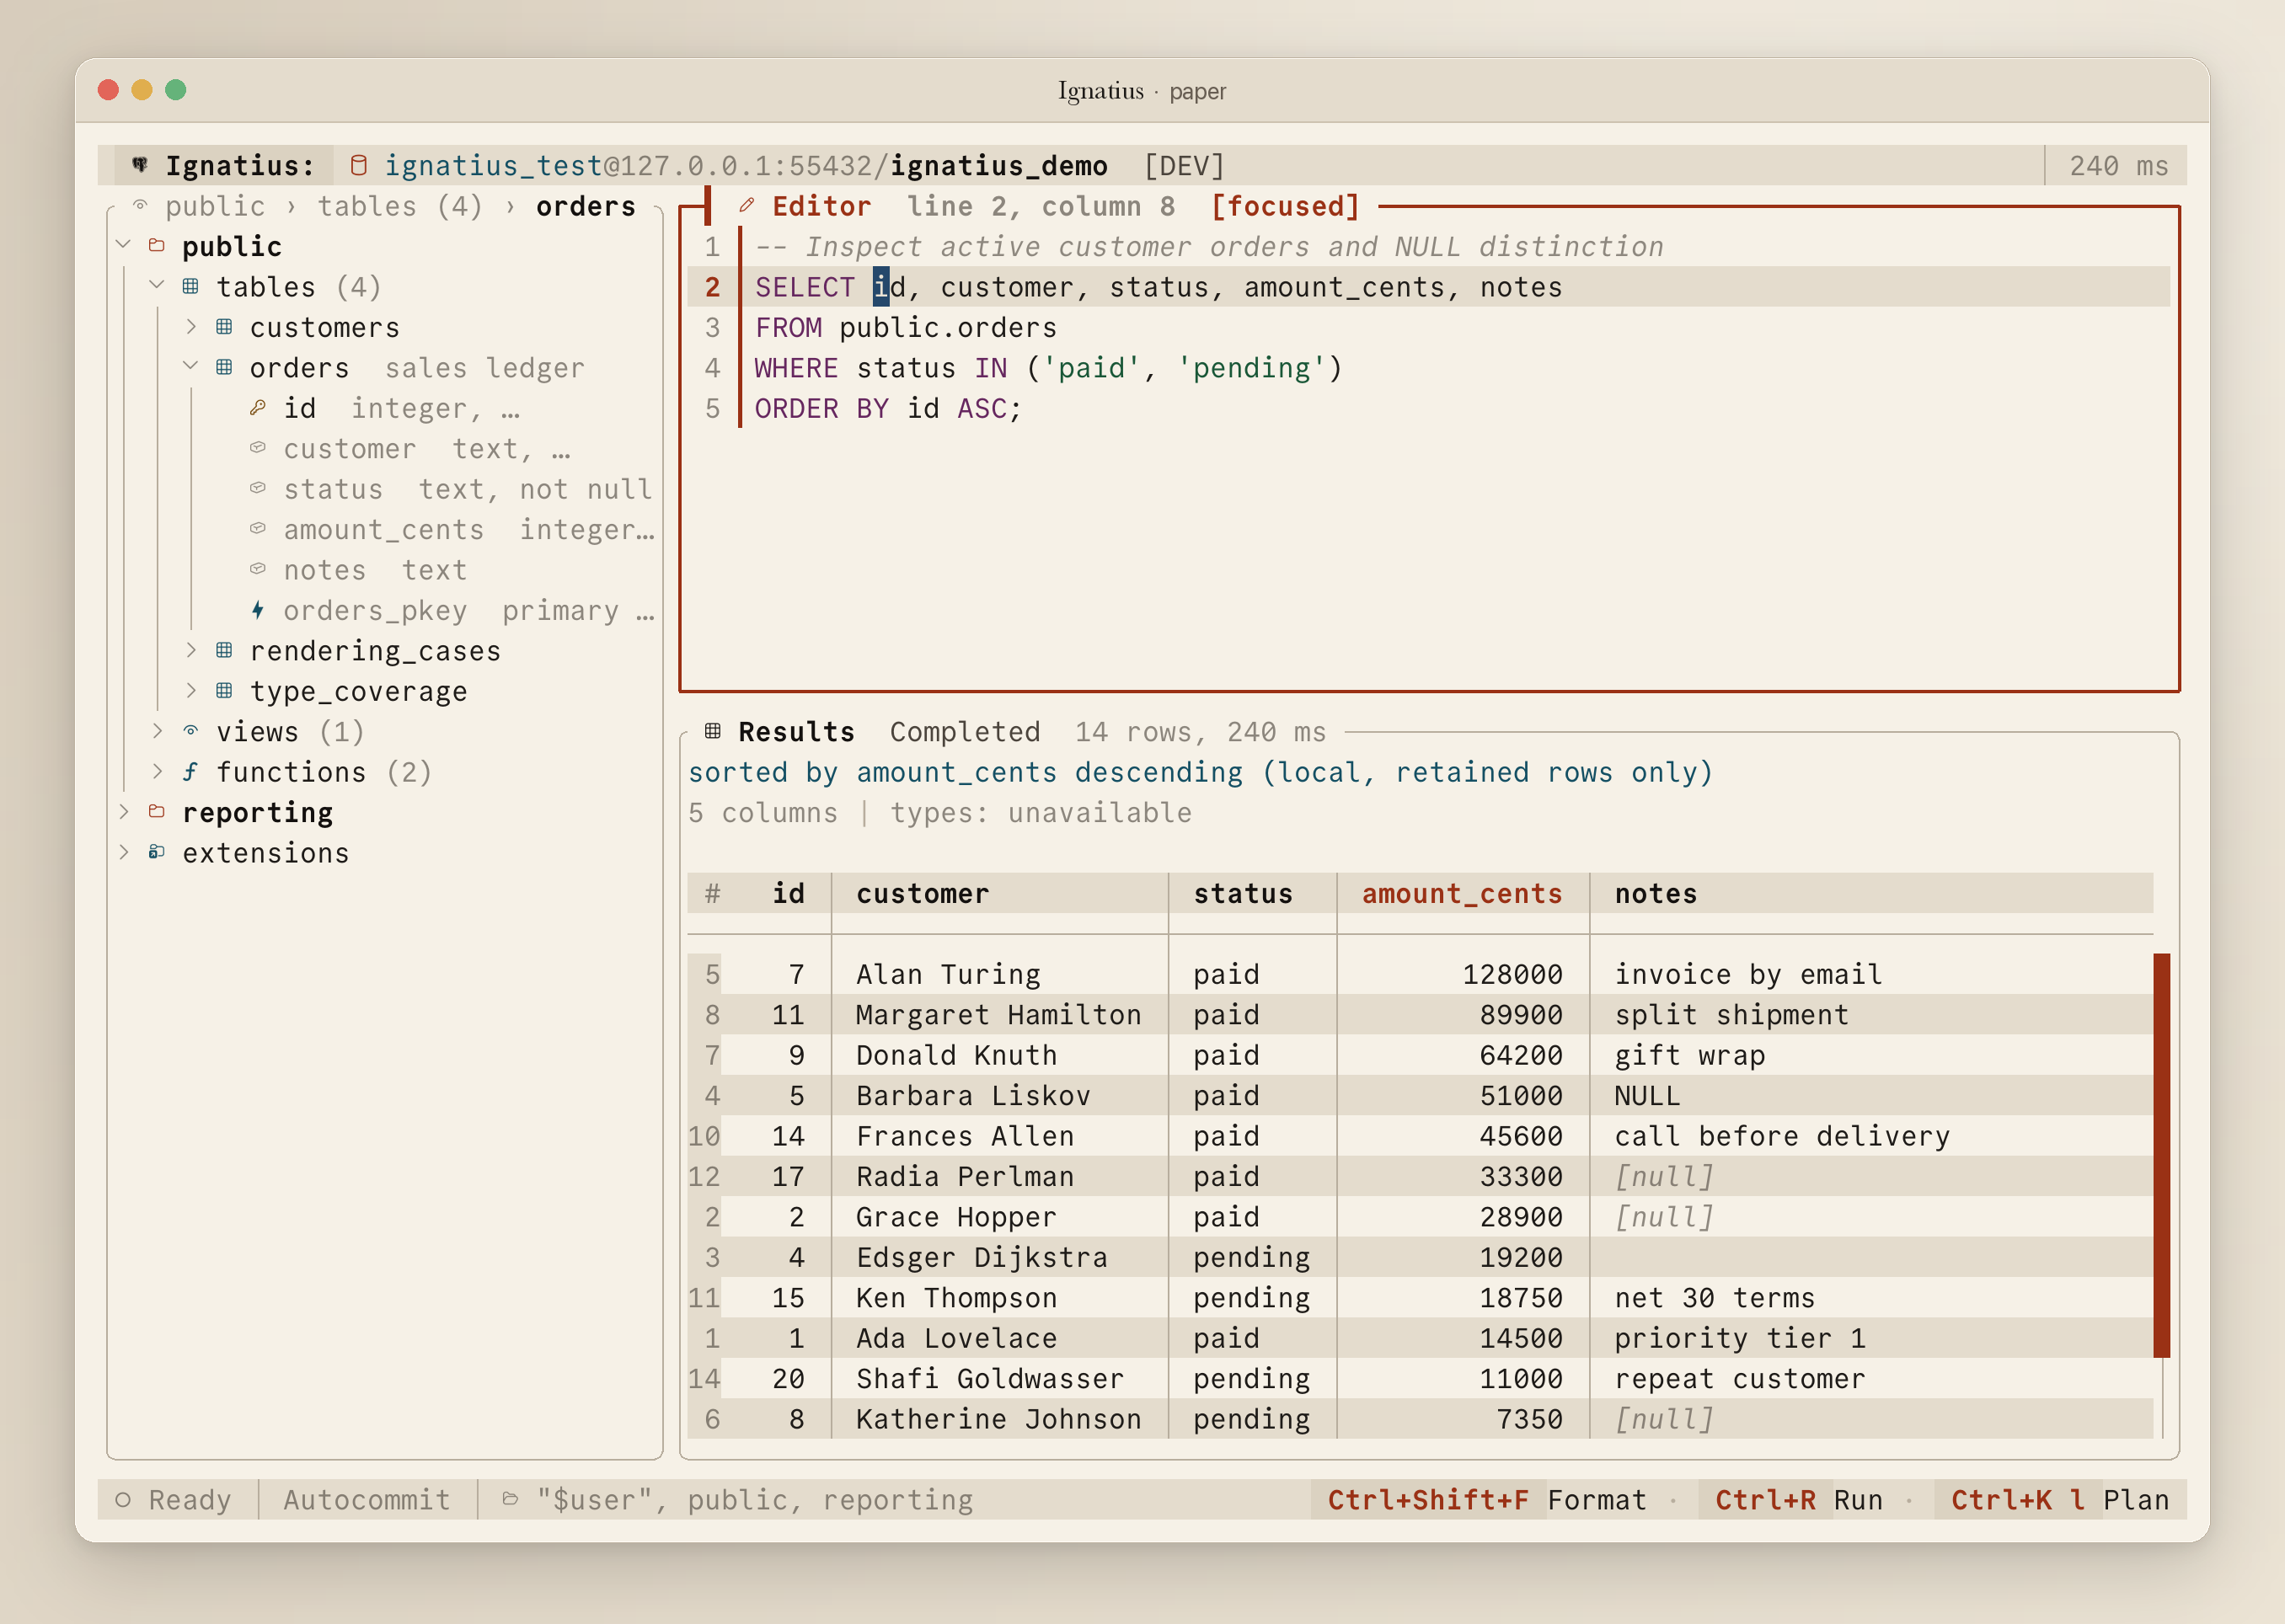 Ignatius · paper
Ignatius: ignatius_test@127.0.0.1:55432/ignatius_demo [DEV] 240 ms
public › tables (4) › orders
public
tables (4)
customers
orders sales ledger
id integer, …
customer text, …
status text, not null
amount_cents integer…
notes text
orders_pkey primary …
rendering_cases
type_coverage
views (1)
functions (2)
reporting
extensions
Editor line 2, column 8 [focused]
1 -- Inspect active customer orders and NULL distinction
2 SELECT id, customer, status, amount_cents, notes
3 FROM public.orders
4 WHERE status IN ('paid', 'pending')
5 ORDER BY id ASC;
Results Completed 14 rows, 240 ms
sorted by amount_cents descending (local, retained rows only)
5 columns | types: unavailable
# id customer status amount_cents notes
5 7 Alan Turing paid 128000 invoice by email
8 11 Margaret Hamilton paid 89900 split shipment
7 9 Donald Knuth paid 64200 gift wrap
4 5 Barbara Liskov paid 51000 NULL
10 14 Frances Allen paid 45600 call before delivery
12 17 Radia Perlman paid 33300 [null]
2 2 Grace Hopper paid 28900 [null]
3 4 Edsger Dijkstra pending 19200
11 15 Ken Thompson pending 18750 net 30 terms
1 1 Ada Lovelace paid 14500 priority tier 1
14 20 Shafi Goldwasser pending 11000 repeat customer
6 8 Katherine Johnson pending 7350 [null]
Ready Autocommit "$user", public, reporting Ctrl+Shift+F Format · Ctrl+R Run · Ctrl+K l Plan